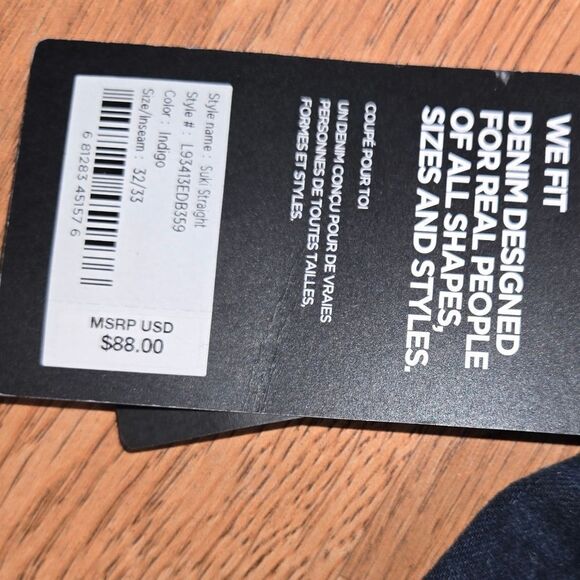 WE FIT
DENIM DESIGNED
FOR REAL PEOPLE
OF ALL SHAPES,
SIZES AND STYLES.
COUPÉ POUR TOI
UN DENIM CONÇU POUR DE VRAIES
PERSONNES DE TOUTES TAILLES,
FORMES ET STYLES.
Style name : Suki Straight
Style # : L93413EDB359
Color : Indigo
Size/Inseam : 32/33
6 81283 45157 6
MSRP USD
$88.00